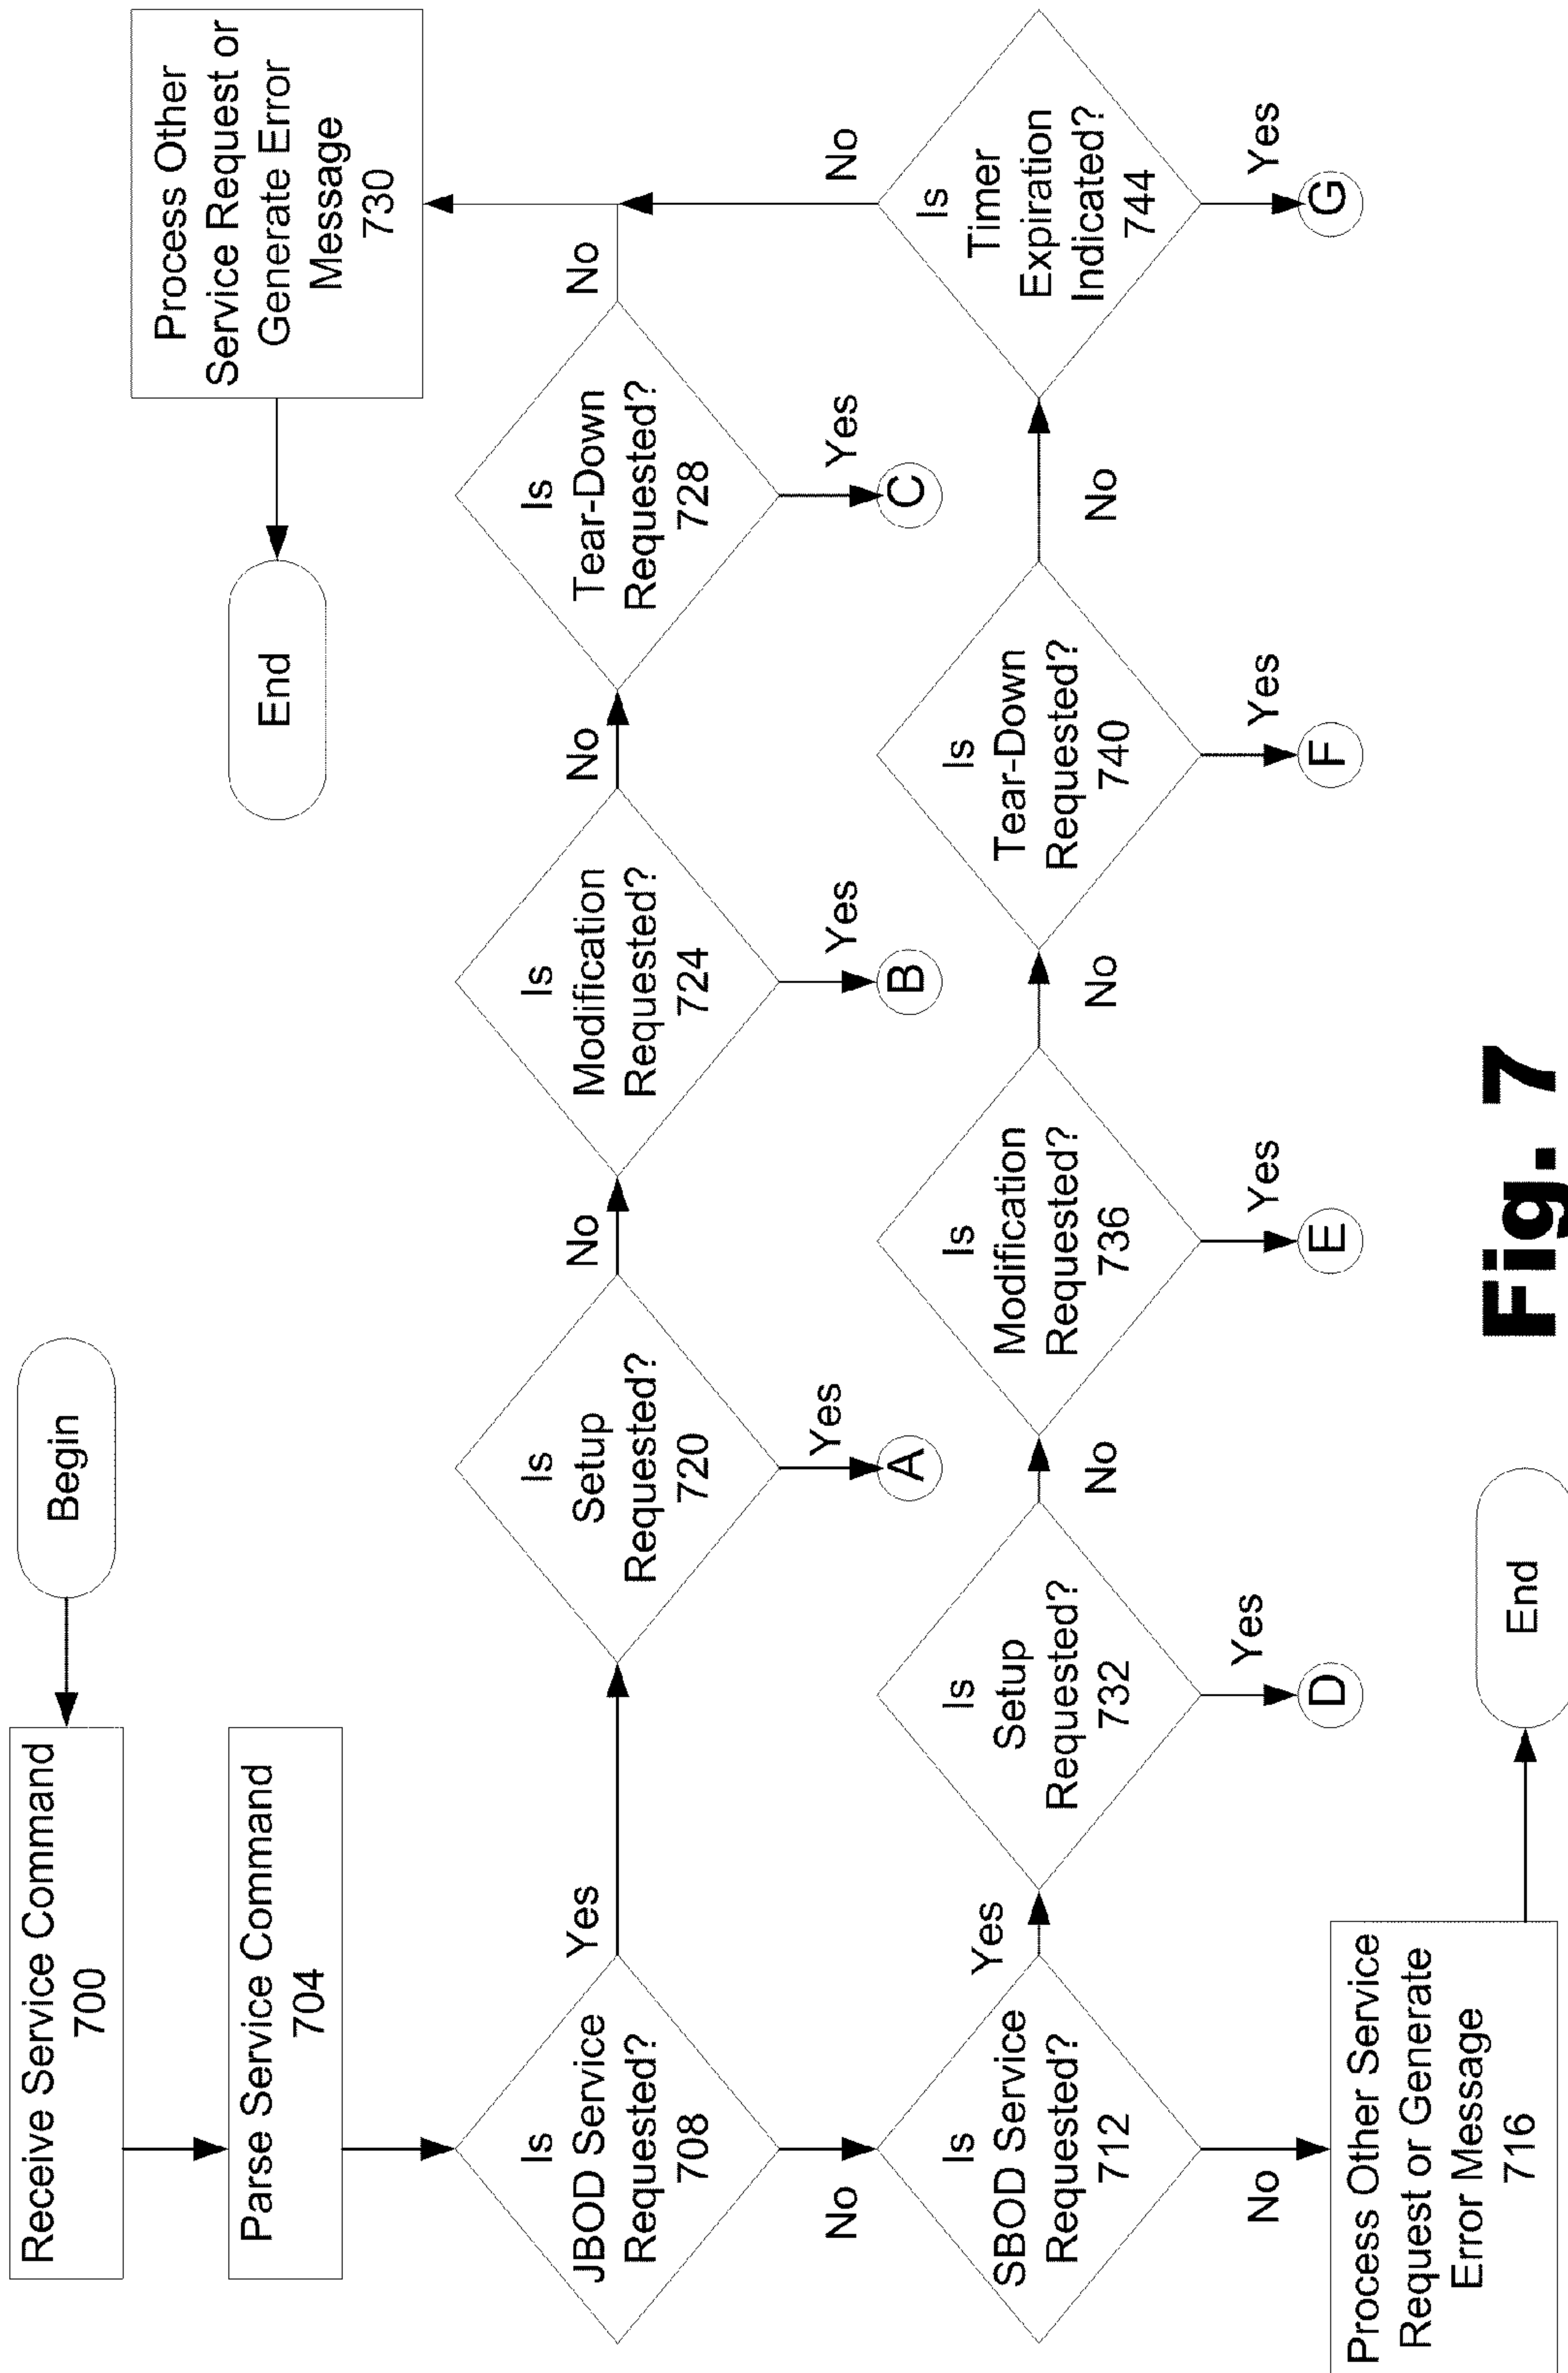 Begin
Receive Service Command
700
Parse Service Command
704
Is
JBOD Service
Requested?
708
Yes
No
Is
Setup
Requested?
720
No
Yes
A
Is
Modification
Requested?
724
No
Yes
B
Is
Tear-Down
Requested?
728
No
Yes
C
Process Other
Service Request or
Generate Error
Message
730
End
Is
SBOD Service
Requested?
712
Yes
No
Is
Setup
Requested?
732
No
Yes
D
Is
Modification
Requested?
736
No
Yes
E
Is
Tear-Down
Requested?
740
No
Yes
F
Is
Timer
Expiration
Indicated?
744
No
Yes
G
Process Other Service
Request or Generate
Error Message
716
End
Fig. 7